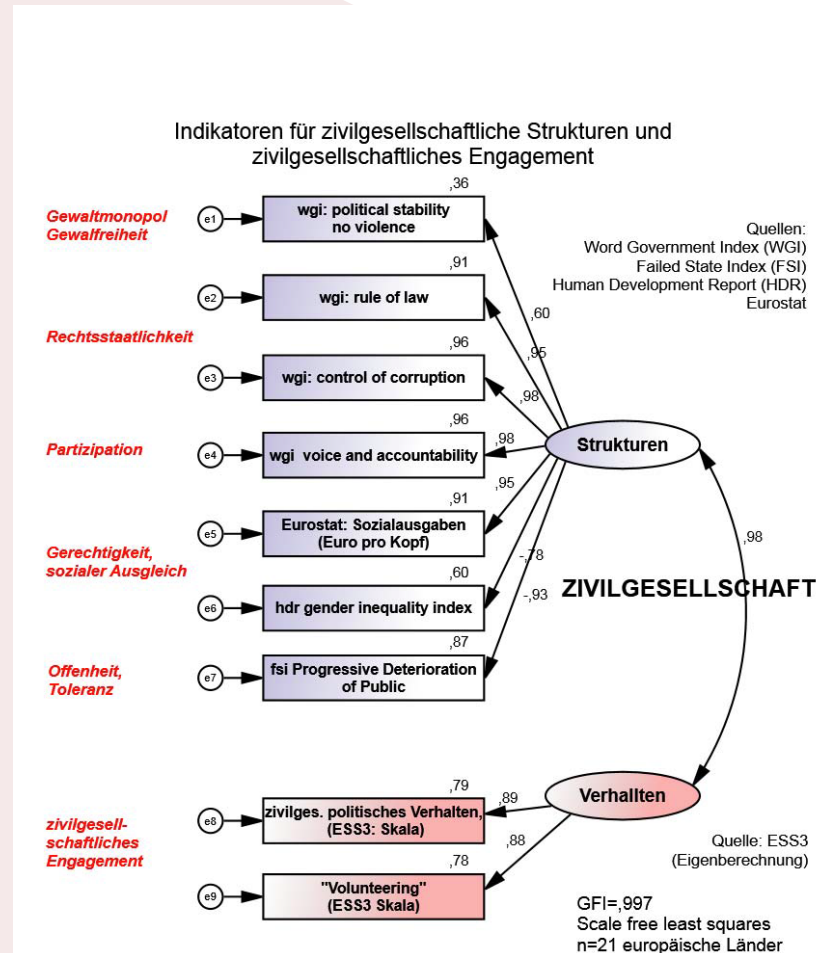 Indikatoren für zivilgesellschaftliche Strukturen und
zivilgesellschaftliches Engagement
,36
Gewaltmonopol
Gewalfreiheit
e1
wgi: political stability
no violence
Quellen:
Word Government Index (WGI)
Failed State Index (FSI)
Human Development Report (HDR)
Eurostat
,91
e2
wgi: rule of law
,60
Rechtsstaatlichkeit
,95
,96
e3
wgi: control of corruption
,98
,96
Partizipation
e4
wgi voice and accountability
,98
Strukturen
,95
,91
Gerechtigkeit,
sozialer Ausgleich
e5
Eurostat: Sozialausgaben
(Euro pro Kopf)
-,78
,98
,60
e6
hdr gender inequality index
-,93
ZIVILGESELLSCHAFT
,87
Offenheit,
Toleranz
e7
fsi Progressive Deterioration
of Public
,79
zivilgesell-
schaftliches
Engagement
e8
zivilges. politisches Verhalten,
(ESS3: Skala)
,89
Verhallten
,88
Quelle: ESS3
(Eigenberechnung)
,78
e9
"Volunteering"
(ESS3 Skala)
GFI=,997
Scale free least squares
n=21 europäische Länder